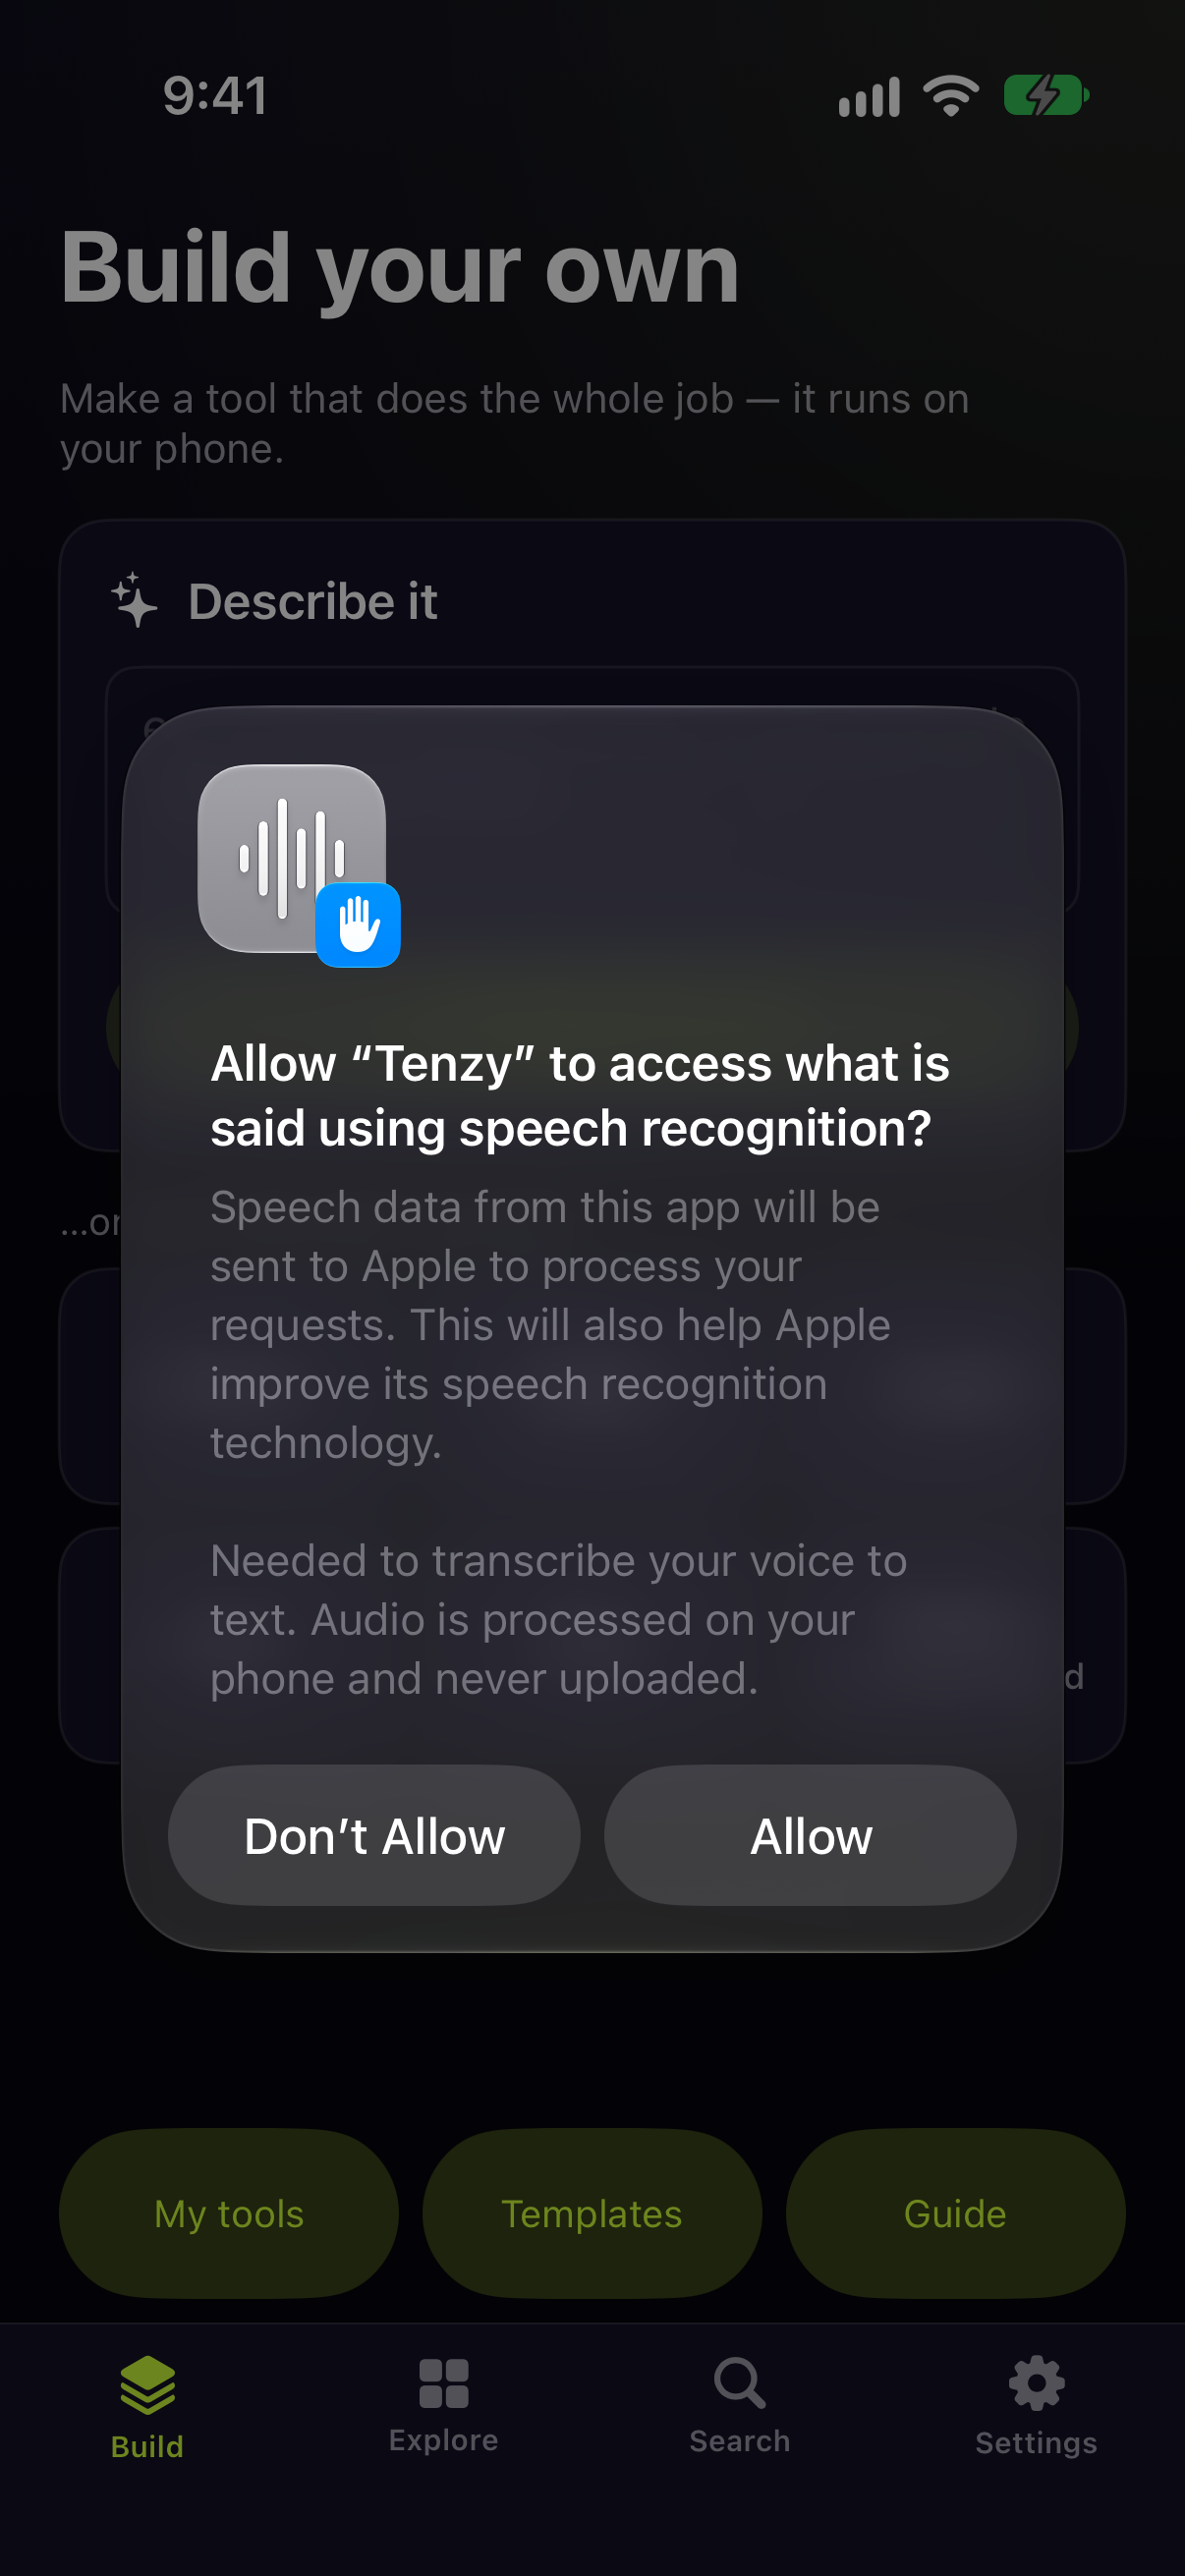 9:41
Build your own
Make a tool that does the whole job — it runs on
your phone.
Describe it
Allow “Tenzy” to access what is
said using speech recognition?
Speech data from this app will be
sent to Apple to process your
requests. This will also help Apple
improve its speech recognition
technology.
Needed to transcribe your voice to
text. Audio is processed on your
phone and never uploaded.
Don’t Allow
Allow
My tools
Templates
Guide
Build
Explore
Search
Settings